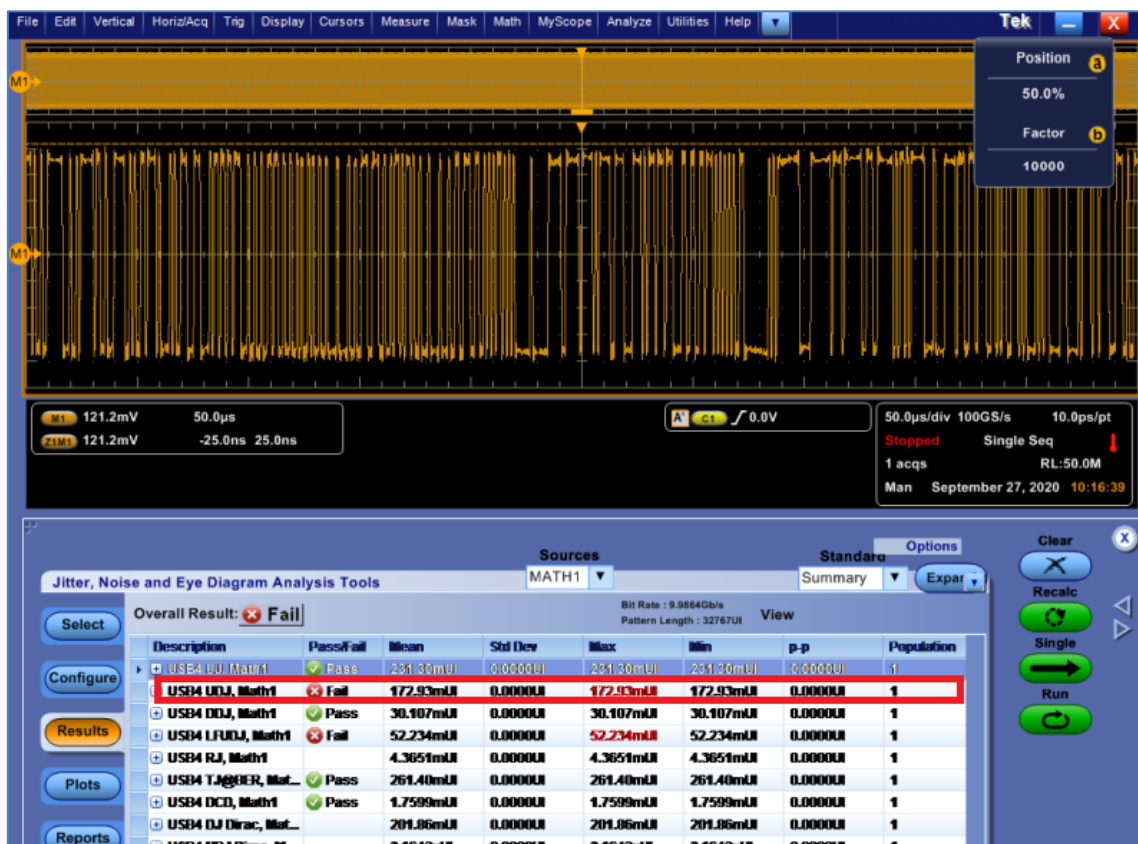 File Edit Vertical Horiz/Acq Trig Display Cursors Measure Mask Math MyScope Analyze Utilities Help Tek X
Position a
50.0%
Factor b
10000
M1
M1
M1 121.2mV 50.0µs
Z1M1 121.2mV -25.0ns 25.0ns
A' C1 0.0V
50.0µs/div 100GS/s 10.0ps/pt
Stopped Single Seq
1 acqs RL:50.0M
Man September 27, 2020 10:16:39
Jitter, Noise and Eye Diagram Analysis Tools
Sources
MATH1
Standard
Summary
Options
Expan
Clear
X
Recalc
Single
Run
Select
Configure
Results
Plots
Reports
Overall Result: Fail
Bit Rate : 9.9864Gb/s
Pattern Length : 32767UI
View
Description Pass/Fail Mean Std Dev Max Min p-p Population
USB4 UJ, Math1 Pass 231.30mUI 0.0000UI 231.30mUI 231.30mUI 0.0000UI 1
USB4 UDJ, Math1 Fail 172.93mUI 0.0000UI 172.93mUI 172.93mUI 0.0000UI 1
USB4 DDJ, Math1 Pass 30.107mUI 0.0000UI 30.107mUI 30.107mUI 0.0000UI 1
USB4 LFUDJ, Math1 Fail 52.234mUI 0.0000UI 52.234mUI 52.234mUI 0.0000UI 1
USB4 RJ, Math1 4.3651mUI 0.0000UI 4.3651mUI 4.3651mUI 0.0000UI 1
USB4 TJ@BER, Mat... Pass 261.40mUI 0.0000UI 261.40mUI 261.40mUI 0.0000UI 1
USB4 DCD, Math1 Pass 1.7599mUI 0.0000UI 1.7599mUI 1.7599mUI 0.0000UI 1
USB4 DJ Dirac, Mat... 201.86mUI 0.0000UI 201.86mUI 201.86mUI 0.0000UI 1